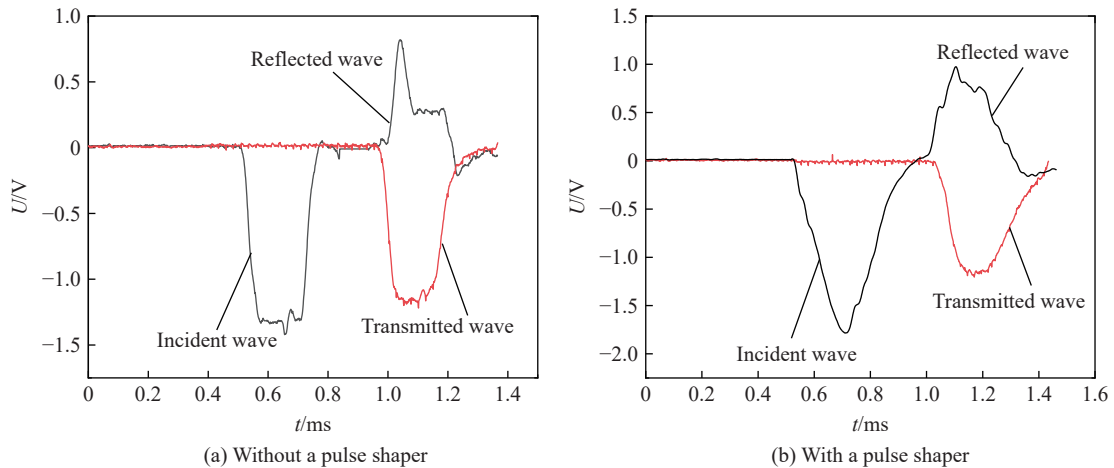 1.0
0.5
0
−0.5
−1.0
−1.5
U/V
Reflected wave
Incident wave
Transmitted wave
0 0.2 0.4 0.6 0.8 1.0 1.2 1.4
t/ms
(a) Without a pulse shaper
1.5
1.0
0.5
0
−0.5
−1.0
−1.5
−2.0
U/V
Reflected wave
Incident wave
Transmitted wave
0 0.2 0.4 0.6 0.8 1.0 1.2 1.4 1.6
t/ms
(b) With a pulse shaper